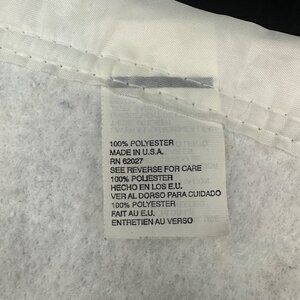 100% POLYESTER
MADE IN U.S.A.
RN 62027
SEE REVERSE FOR CARE
100% POLIESTER
HECHO EN LOS E.U.
VER AL DORSO PARA CUIDADO
100% POLYESTER
FAIT AU E.U.
ENTRETIEN AU VERSO